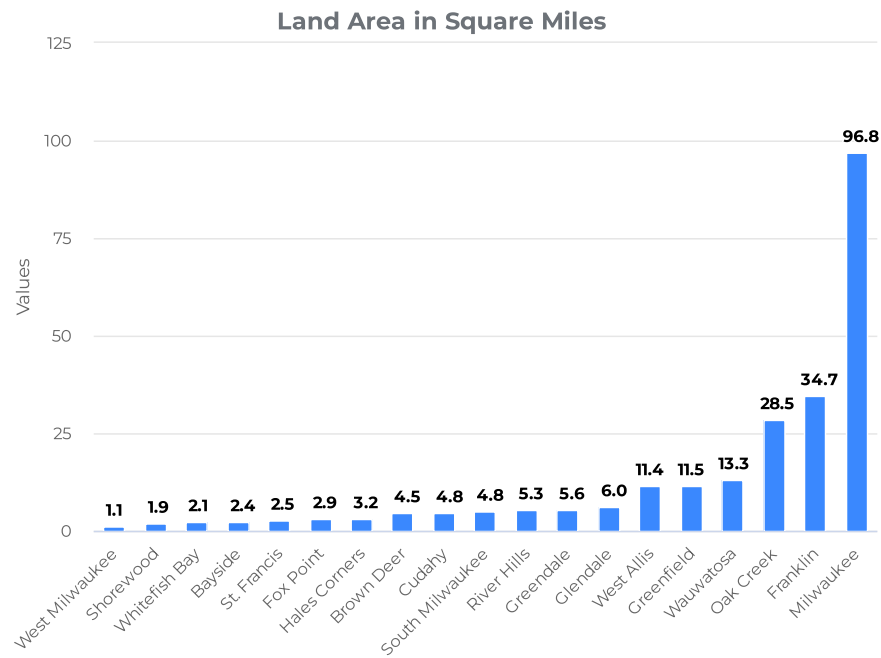 Land Area in Square Miles
125
100
75
50
25
0
Values
1.1
1.9
2.1
2.4
2.5
2.9
3.2
4.5
4.8
4.8
5.3
5.6
6.0
11.4
11.5
13.3
28.5
34.7
96.8
West Milwaukee
Shorewood
Whitefish Bay
Bayside
St. Francis
Fox Point
Hales Corners
Brown Deer
Cudahy
South Milwaukee
River Hills
Greendale
Glendale
West Allis
Greenfield
Wauwatosa
Oak Creek
Franklin
Milwaukee